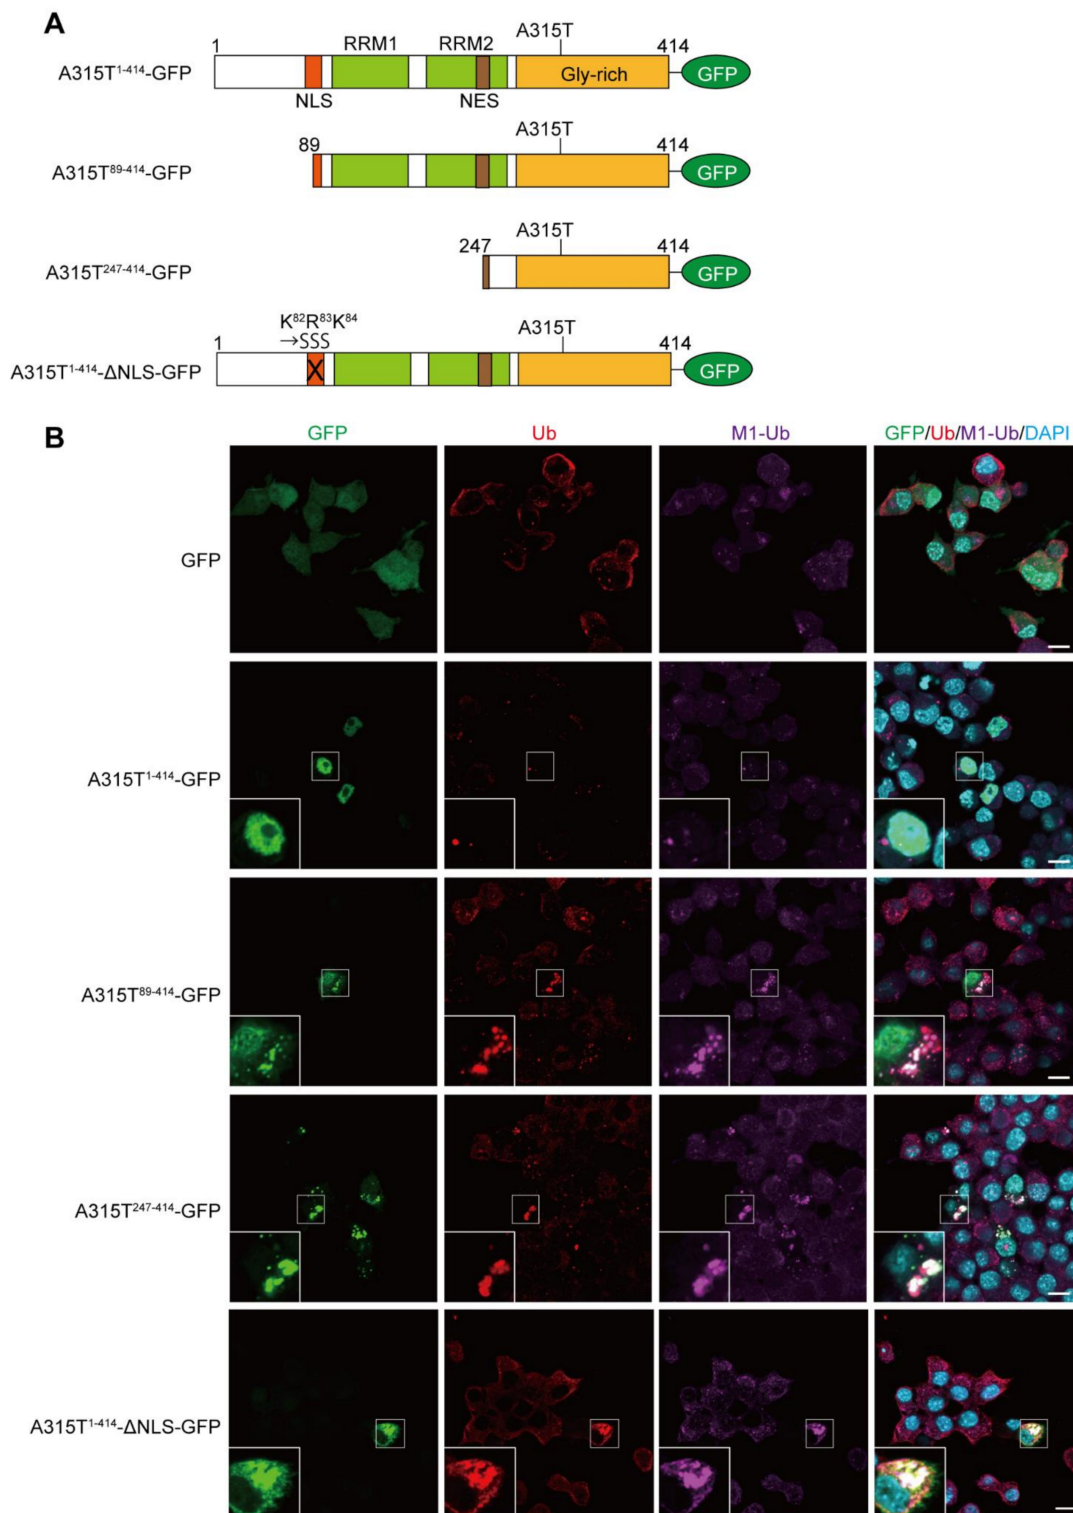 A
1 RRM1 RRM2 A315T 414
A315T¹⁻⁴¹⁴-GFP Gly-rich GFP
NLS NES
89 A315T 414
A315T⁸⁹⁻⁴¹⁴-GFP GFP
247 A315T 414
A315T²⁴⁷⁻⁴¹⁴-GFP GFP
K⁸²R⁸³K⁸⁴
1 →SSS A315T 414
A315T¹⁻⁴¹⁴-ΔNLS-GFP X GFP
B
GFP Ub M1-Ub GFP/Ub/M1-Ub/DAPI
GFP
A315T¹⁻⁴¹⁴-GFP
A315T⁸⁹⁻⁴¹⁴-GFP
A315T²⁴⁷⁻⁴¹⁴-GFP
A315T¹⁻⁴¹⁴-ΔNLS-GFP